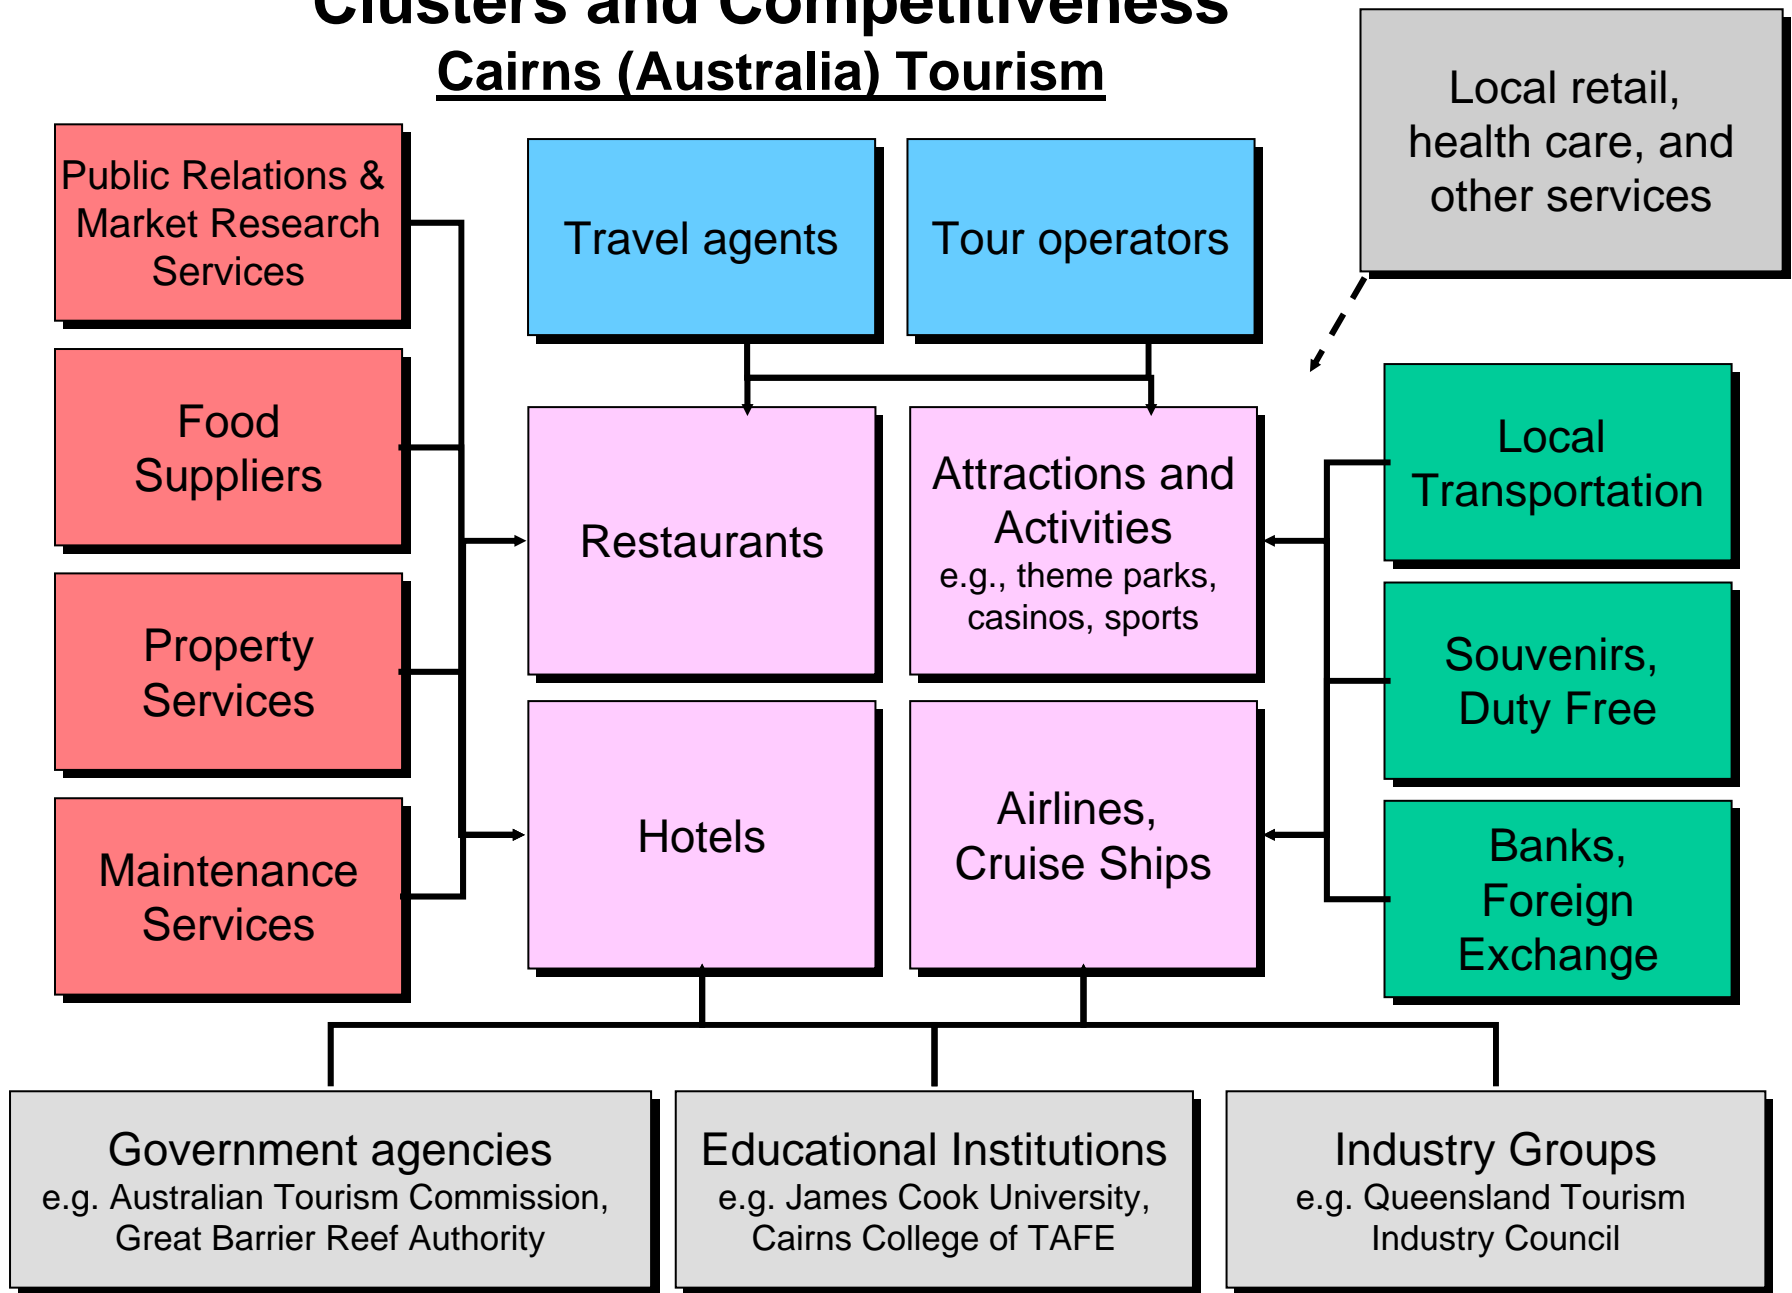 Clusters and Competitiveness
Cairns (Australia) Tourism
Local retail,
health care, and
other services
Public Relations &
Market Research
Services
Travel agents
Tour operators
Food
Suppliers
Restaurants
Attractions and
Activities
e.g., theme parks,
casinos, sports
Local
Transportation
Property
Services
Souvenirs,
Duty Free
Maintenance
Services
Hotels
Airlines,
Cruise Ships
Banks,
Foreign
Exchange
Government agencies
e.g. Australian Tourism Commission,
Great Barrier Reef Authority
Educational Institutions
e.g. James Cook University,
Cairns College of TAFE
Industry Groups
e.g. Queensland Tourism
Industry Council